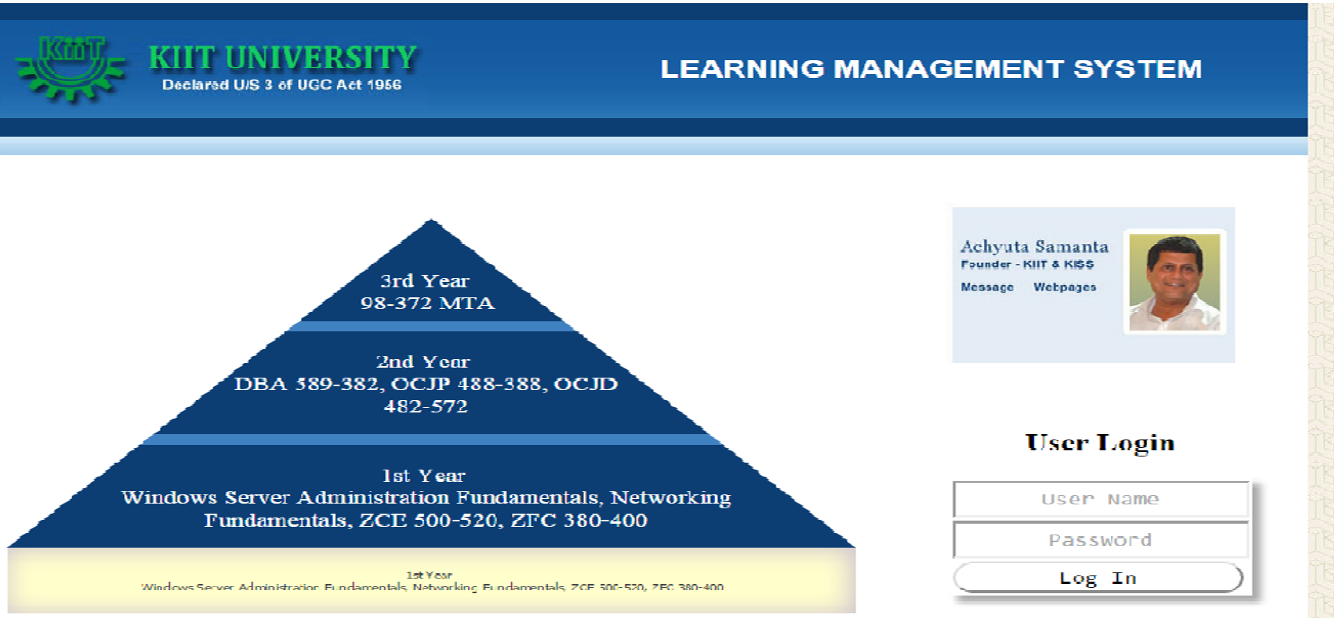 KiiT
KIIT UNIVERSITY
Declared U/S 3 of UGC Act 1956
LEARNING MANAGEMENT SYSTEM
3rd Year
98-372 MTA
2nd Year
DBA 589-382, OCJP 488-388, OCJD
482-572
1st Year
Windows Server Administration Fundamentals, Networking
Fundamentals, ZCE 500-520, ZFC 380-400
1st Year
Windows Server Administration Fundamentals, Networking Fundamentals, ZCE 500-520, ZFC 380-400
Achyuta Samanta
Founder - KIIT & KISS
Message Webpages
User Login
User Name
Password
Log In